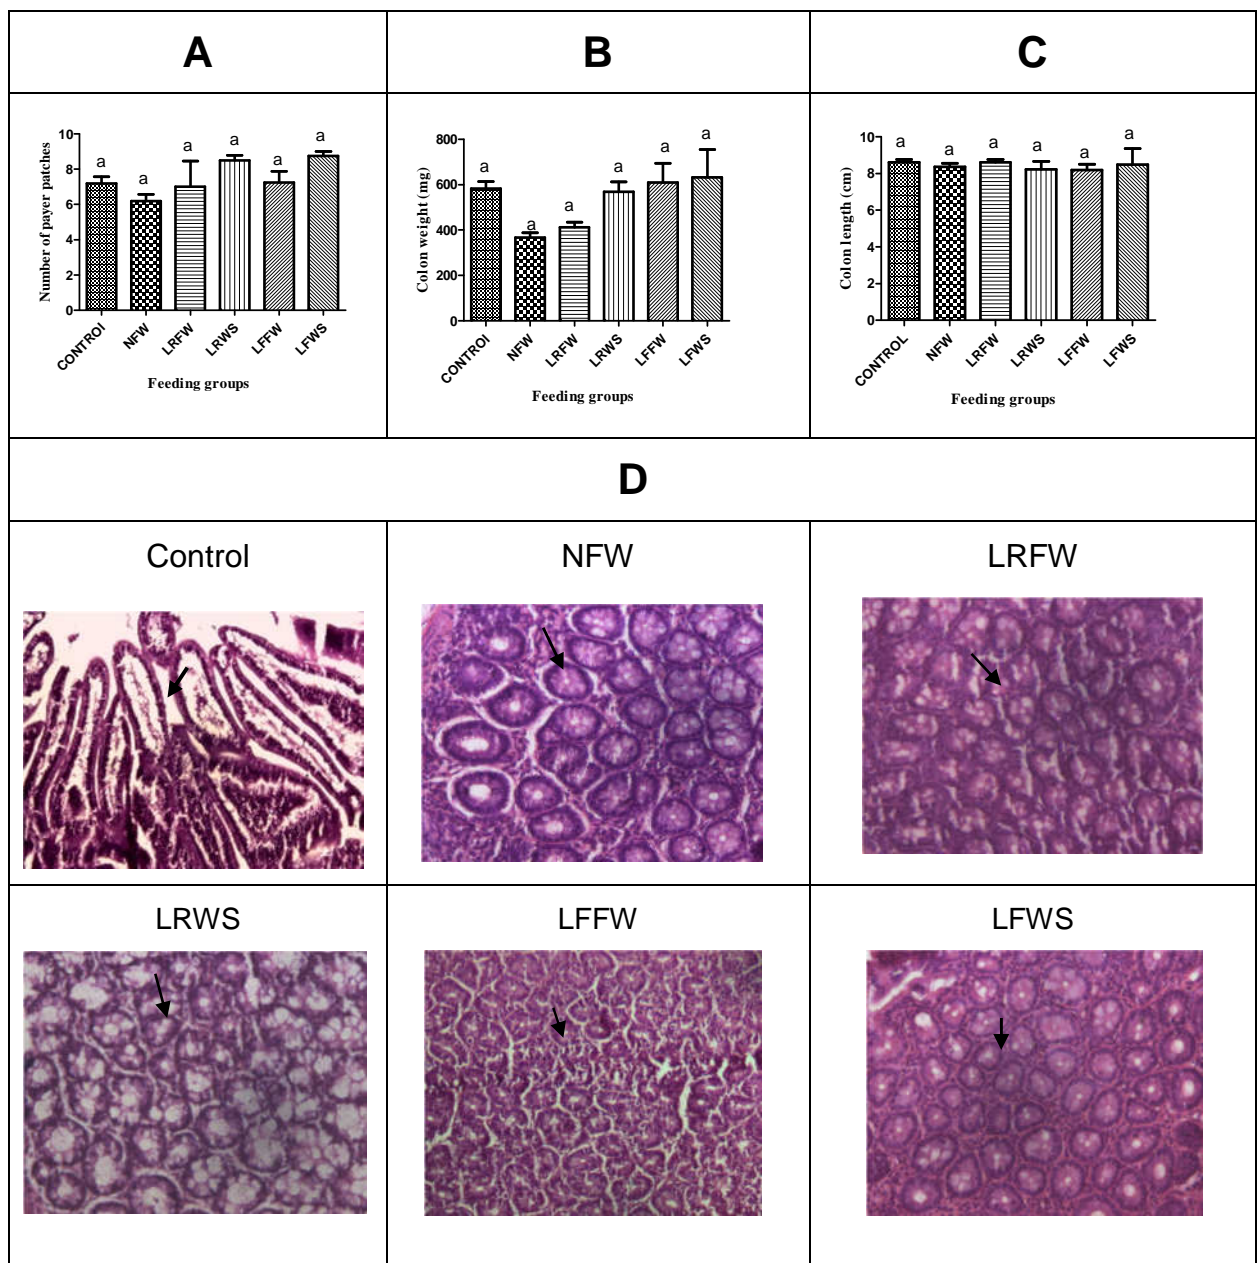 A B C
10
8
6
4
2
0
Number of payer patches
a a a a a a
CONTROl NFW LRFW LRWS LFFW LFWS
Feeding groups
800
600
400
200
0
Colon weight (mg)
a a a a a a
CONTROl NFW LRFW LRWS LFFW LFWS
Feeding groups
10
8
6
4
2
0
Colon length (cm)
a a a a a a
CONTROL NFW LRFW LRWS LFFW LFWS
Feeding groups
D
Control NFW LRFW
LRWS LFFW LFWS